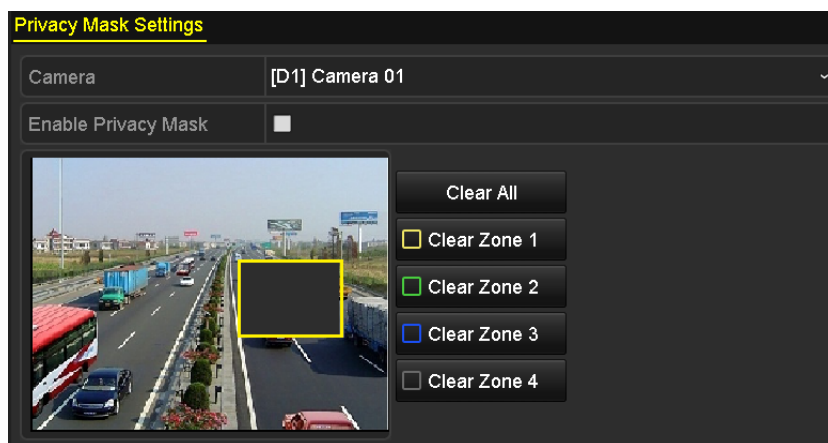 Privacy Mask Settings
Camera [D1] Camera 01
Enable Privacy Mask
Clear All
Clear Zone 1
Clear Zone 2
Clear Zone 3
Clear Zone 4